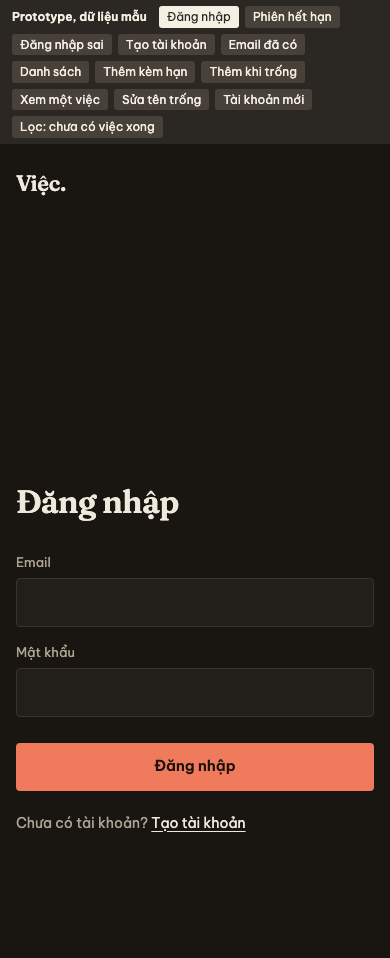 Prototype, dữ liệu mẫu Đăng nhập Phiên hết hạn
Đăng nhập sai Tạo tài khoản Email đã có
Danh sách Thêm kèm hạn Thêm khi trống
Xem một việc Sửa tên trống Tài khoản mới
Lọc: chưa có việc xong
Việc.
Đăng nhập
Email
Mật khẩu
Đăng nhập
Chưa có tài khoản? Tạo tài khoản